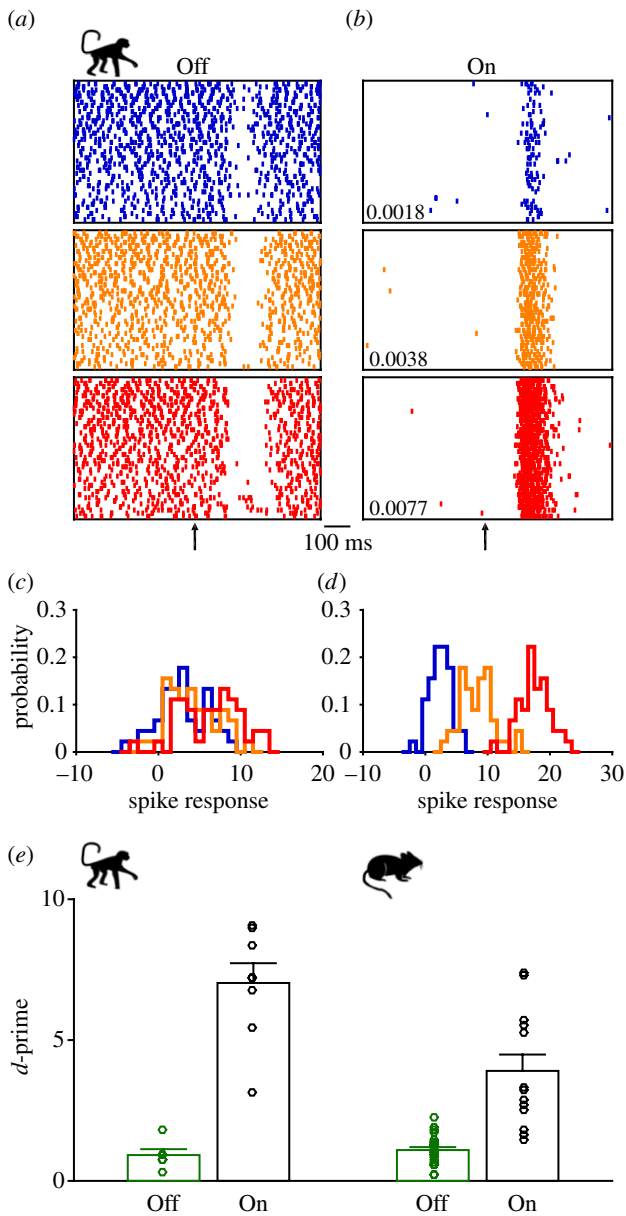 (a) (b)
Off On
0.0018
0.0038
0.0077
100 ms
(c) (d)
0.3 0.3
0.2 0.2
0.1 0.1
0 0
probability
−10 0 10 20 −10 0 10 20 30
spike response spike response
(e)
10
5
0
d-prime
Off On Off On